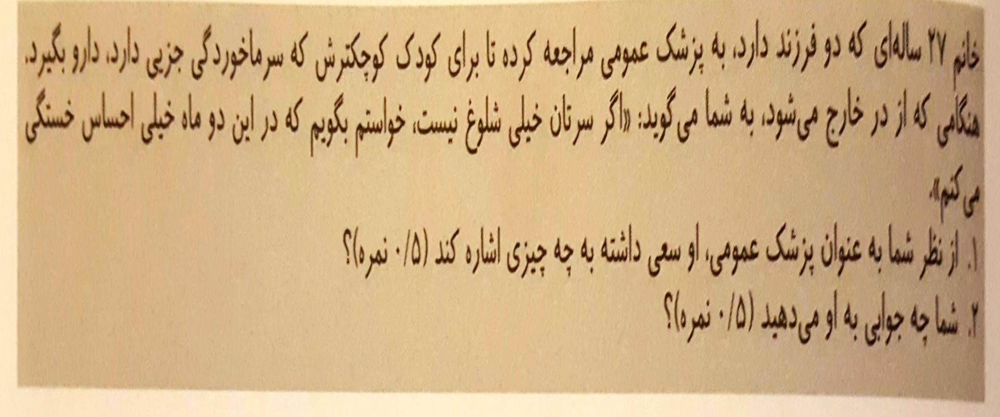 خانم ۲۷ ساله‌ای که دو فرزند دارد، به پزشک عمومی مراجعه کرده تا برای کودک کوچکترش که سرماخوردگی جزیی دارد، دارو بگیرد.
هنگامی که از در خارج می‌شود، به شما می‌گوید: «اگر سرتان خیلی شلوغ نیست، خواستم بگویم که در این دو ماه خیلی احساس خستگی
می‌کنم».
۱. از نظر شما به عنوان پزشک عمومی، او سعی داشته به چه چیزی اشاره کند (۰/۵ نمره)؟
۲. شما چه جوابی به او می‌دهید (۰/۵ نمره)؟